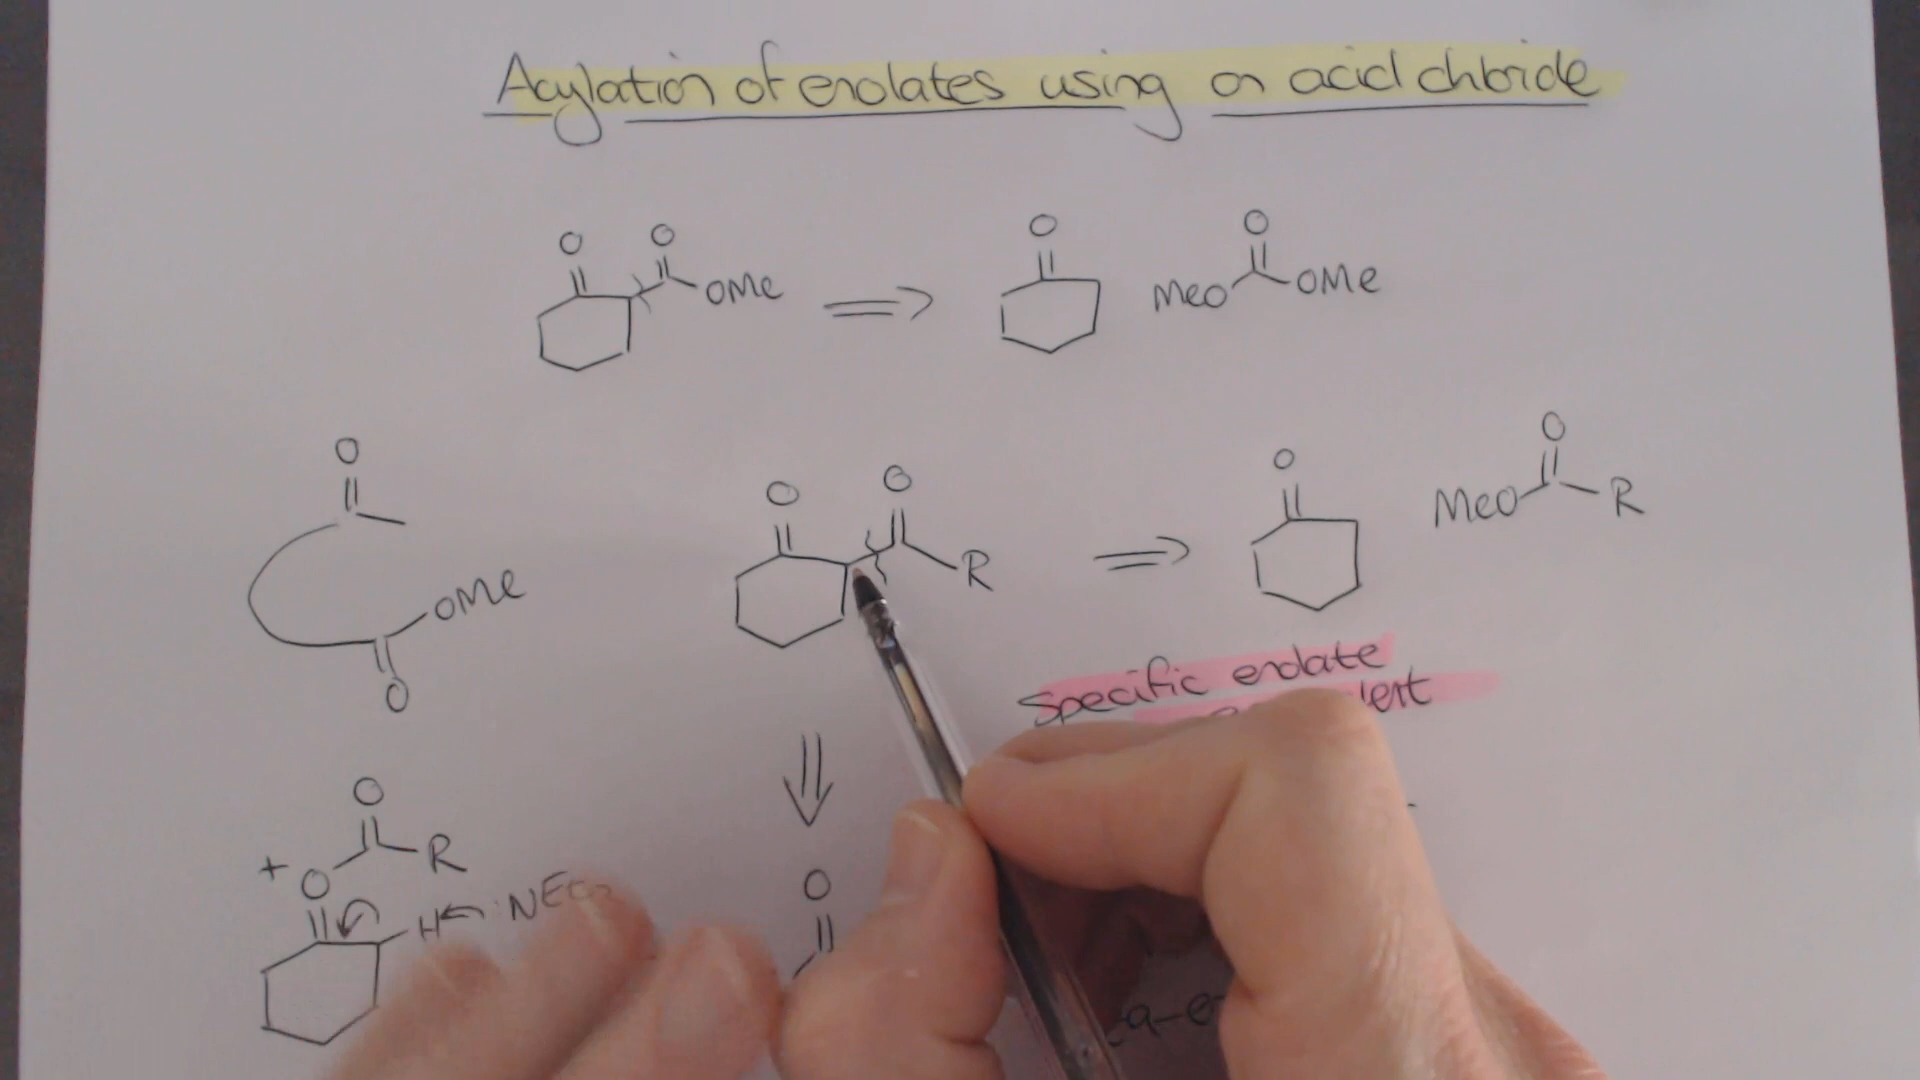 Acylation of enolates using an acid chloride
O O O O
OMe MeO OMe
O O O O O
MeO R
R
OMe
O
Specific enolate
O
+ O R
H :N
O